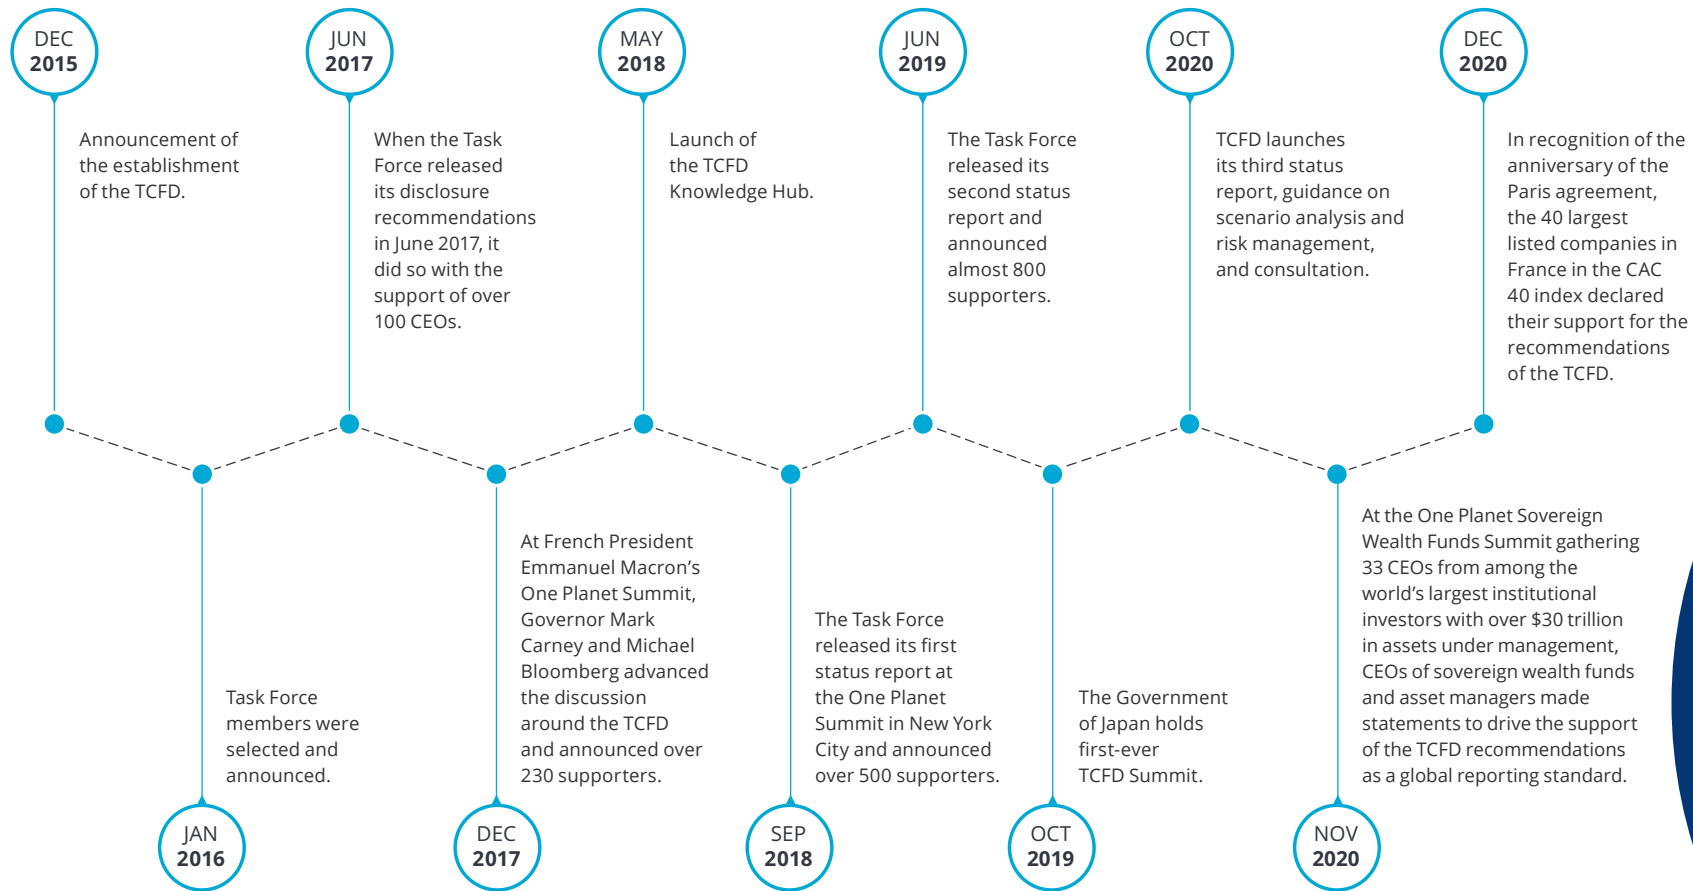 DEC
2015
Announcement of
the establishment
of the TCFD.
JAN
2016
Task Force
members were
selected and
announced.
JUN
2017
When the Task
Force released
its disclosure
recommendations
in June 2017, it
did so with the
support of over
100 CEOs.
DEC
2017
At French President
Emmanuel Macron’s
One Planet Summit,
Governor Mark
Carney and Michael
Bloomberg advanced
the discussion
around the TCFD
and announced over
230 supporters.
MAY
2018
Launch of
the TCFD
Knowledge Hub.
SEP
2018
The Task Force
released its first
status report at
the One Planet
Summit in New York
City and announced
over 500 supporters.
JUN
2019
The Task Force
released its
second status
report and
announced
almost 800
supporters.
OCT
2019
The Government
of Japan holds
first-ever
TCFD Summit.
OCT
2020
TCFD launches
its third status
report, guidance on
scenario analysis and
risk management,
and consultation.
NOV
2020
At the One Planet Sovereign
Wealth Funds Summit gathering
33 CEOs from among the
world’s largest institutional
investors with over $30 trillion
in assets under management,
CEOs of sovereign wealth funds
and asset managers made
statements to drive the support
of the TCFD recommendations
as a global reporting standard.
DEC
2020
In recognition of the
anniversary of the
Paris agreement,
the 40 largest
listed companies in
France in the CAC
40 index declared
their support for the
recommendations
of the TCFD.